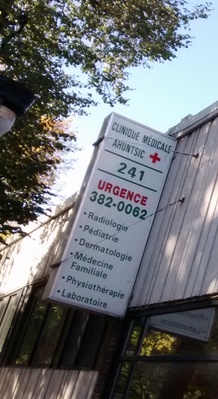 CLINIQUE MÉDICALE
AHUNTSIC
241
URGENCE
382-0062
• Radiologie
• Pédiatrie
• Dermatologie
• Médecine
Familiale
• Physiothérapie
• Laboratoire